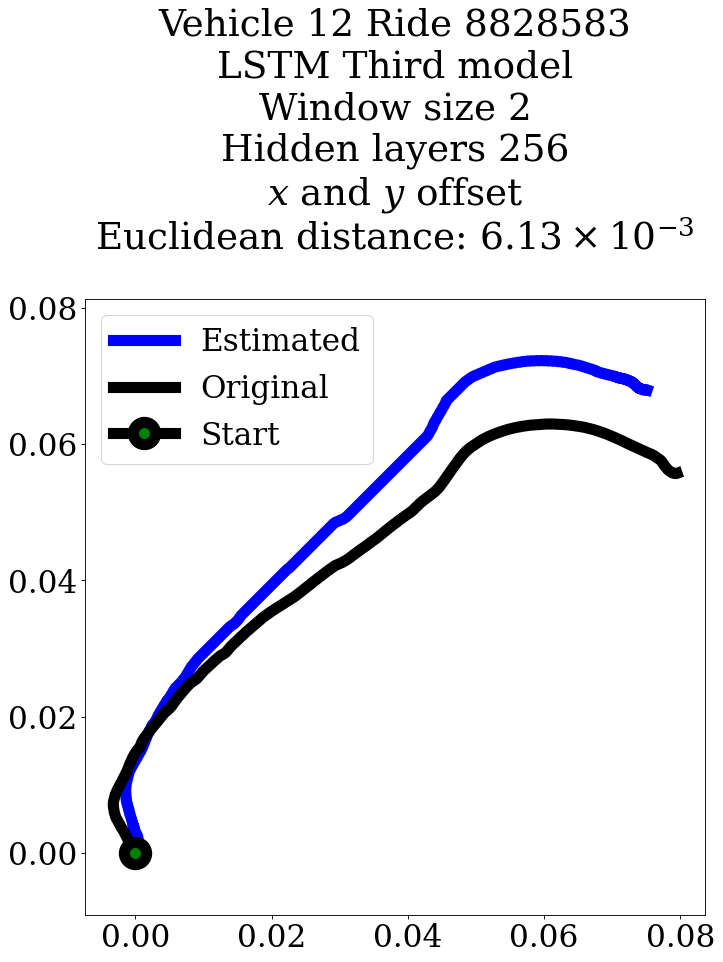 Vehicle 12 Ride 8828583
LSTM Third model
Window size 2
Hidden layers 256
x and y offset
Euclidean distance: 6.13 × 10⁻³
0.08
Estimated
Original
Start
0.06
0.04
0.02
0.00
0.00 0.02 0.04 0.06 0.08